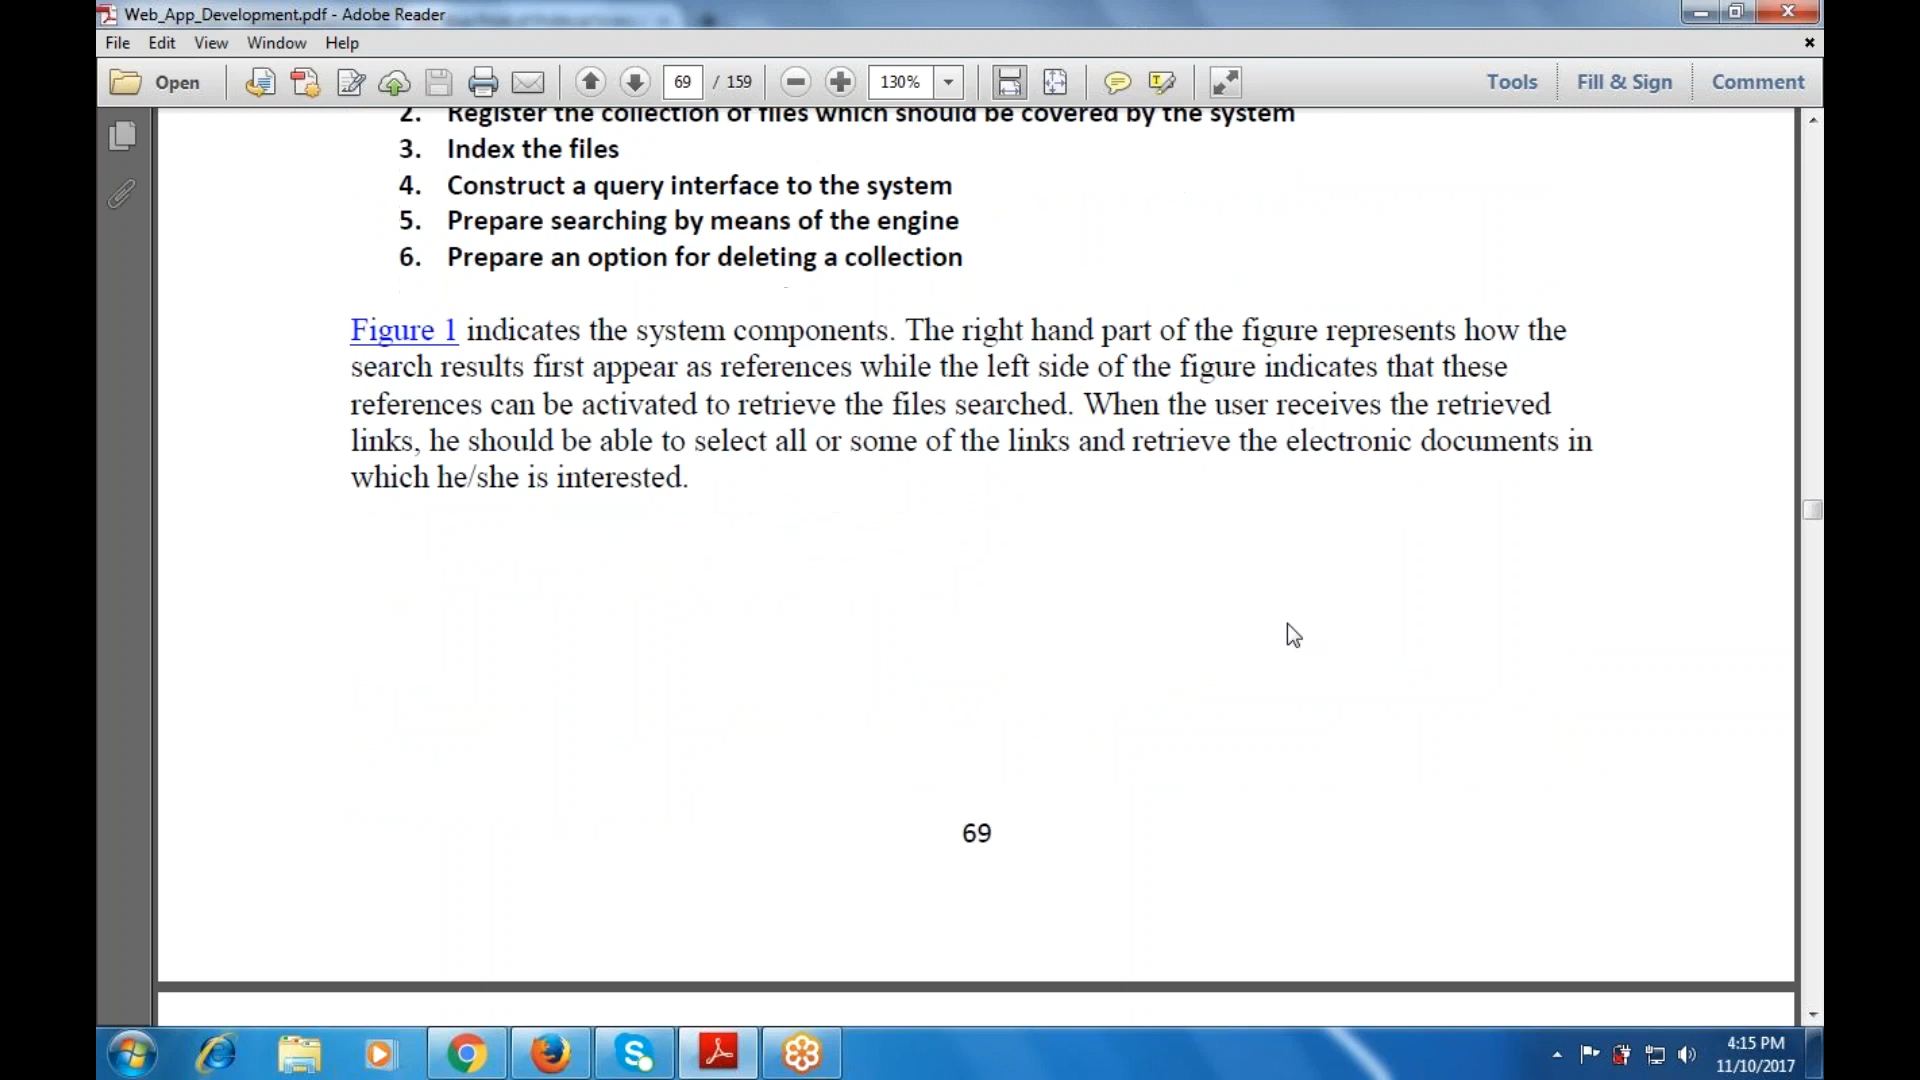 Web_App_Development.pdf - Adobe Reader
File Edit View Window Help
Open 69 / 159 130% Tools Fill & Sign Comment
2. Register the collection of files which should be covered by the system
3. Index the files
4. Construct a query interface to the system
5. Prepare searching by means of the engine
6. Prepare an option for deleting a collection
Figure 1 indicates the system components. The right hand part of the figure represents how the
search results first appear as references while the left side of the figure indicates that these
references can be activated to retrieve the files searched. When the user receives the retrieved
links, he should be able to select all or some of the links and retrieve the electronic documents in
which he/she is interested.
69
4:15 PM
11/10/2017